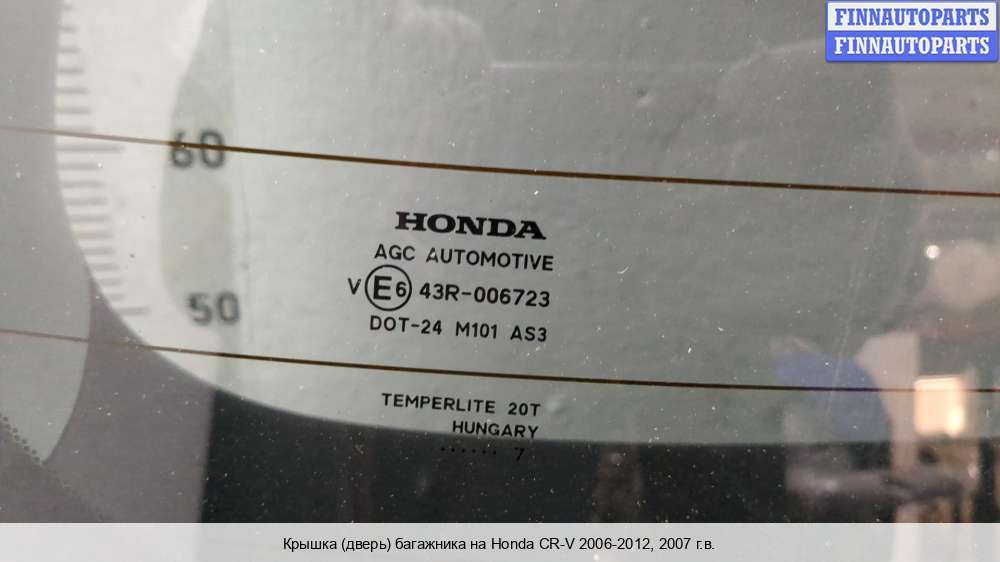 FINNAUTOPARTS
FINNAUTOPARTS
60
HONDA
AGC AUTOMOTIVE
V E6 43R-006723
50
DOT-24 M101 AS3
TEMPERLITE 20T
HUNGARY
...... 7
Крышка (дверь) багажника на Honda CR-V 2006-2012, 2007 г.в.